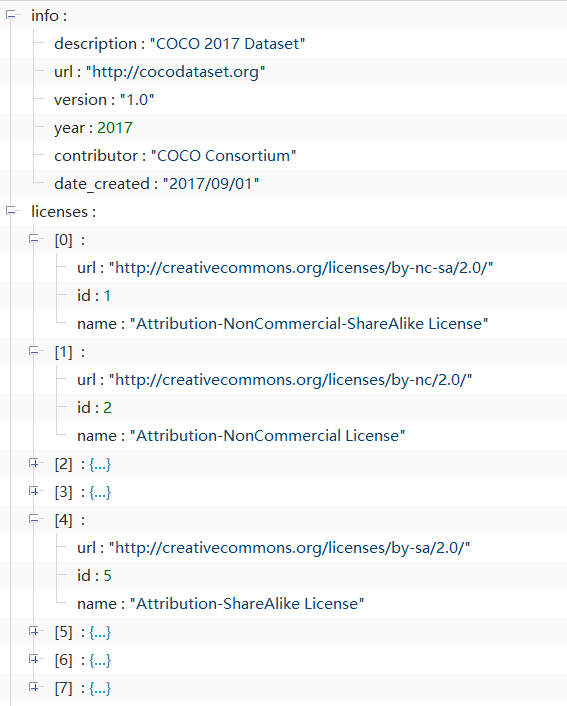 info :
description : "COCO 2017 Dataset"
url : "http://cocodataset.org"
version : "1.0"
year : 2017
contributor : "COCO Consortium"
date_created : "2017/09/01"
licenses :
[0] :
url : "http://creativecommons.org/licenses/by-nc-sa/2.0/"
id : 1
name : "Attribution-NonCommercial-ShareAlike License"
[1] :
url : "http://creativecommons.org/licenses/by-nc/2.0/"
id : 2
name : "Attribution-NonCommercial License"
[2] : {...}
[3] : {...}
[4] :
url : "http://creativecommons.org/licenses/by-sa/2.0/"
id : 5
name : "Attribution-ShareAlike License"
[5] : {...}
[6] : {...}
[7] : {...}